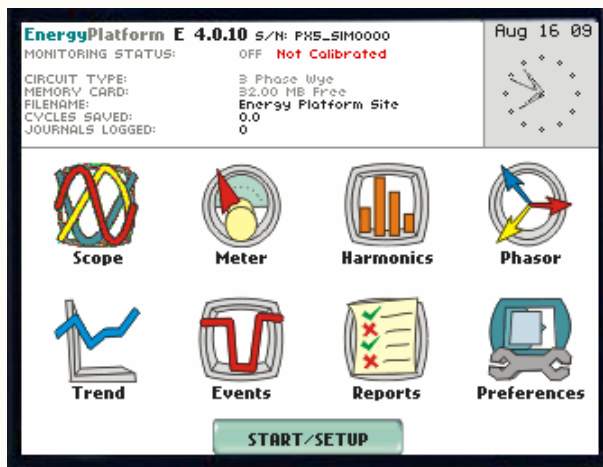 EnergyPlatform E 4.0.10 S/N: PX5_SIM0000
Aug 16 09
MONITORING STATUS: OFF Not Calibrated
CIRCUIT TYPE: 3 Phase Wye
MEMORY CARD: 32.00 MB Free
FILENAME: Energy Platform Site
CYCLES SAVED: 0.0
JOURNALS LOGGED: 0
Scope Meter Harmonics Phasor
Trend Events Reports Preferences
START/SETUP